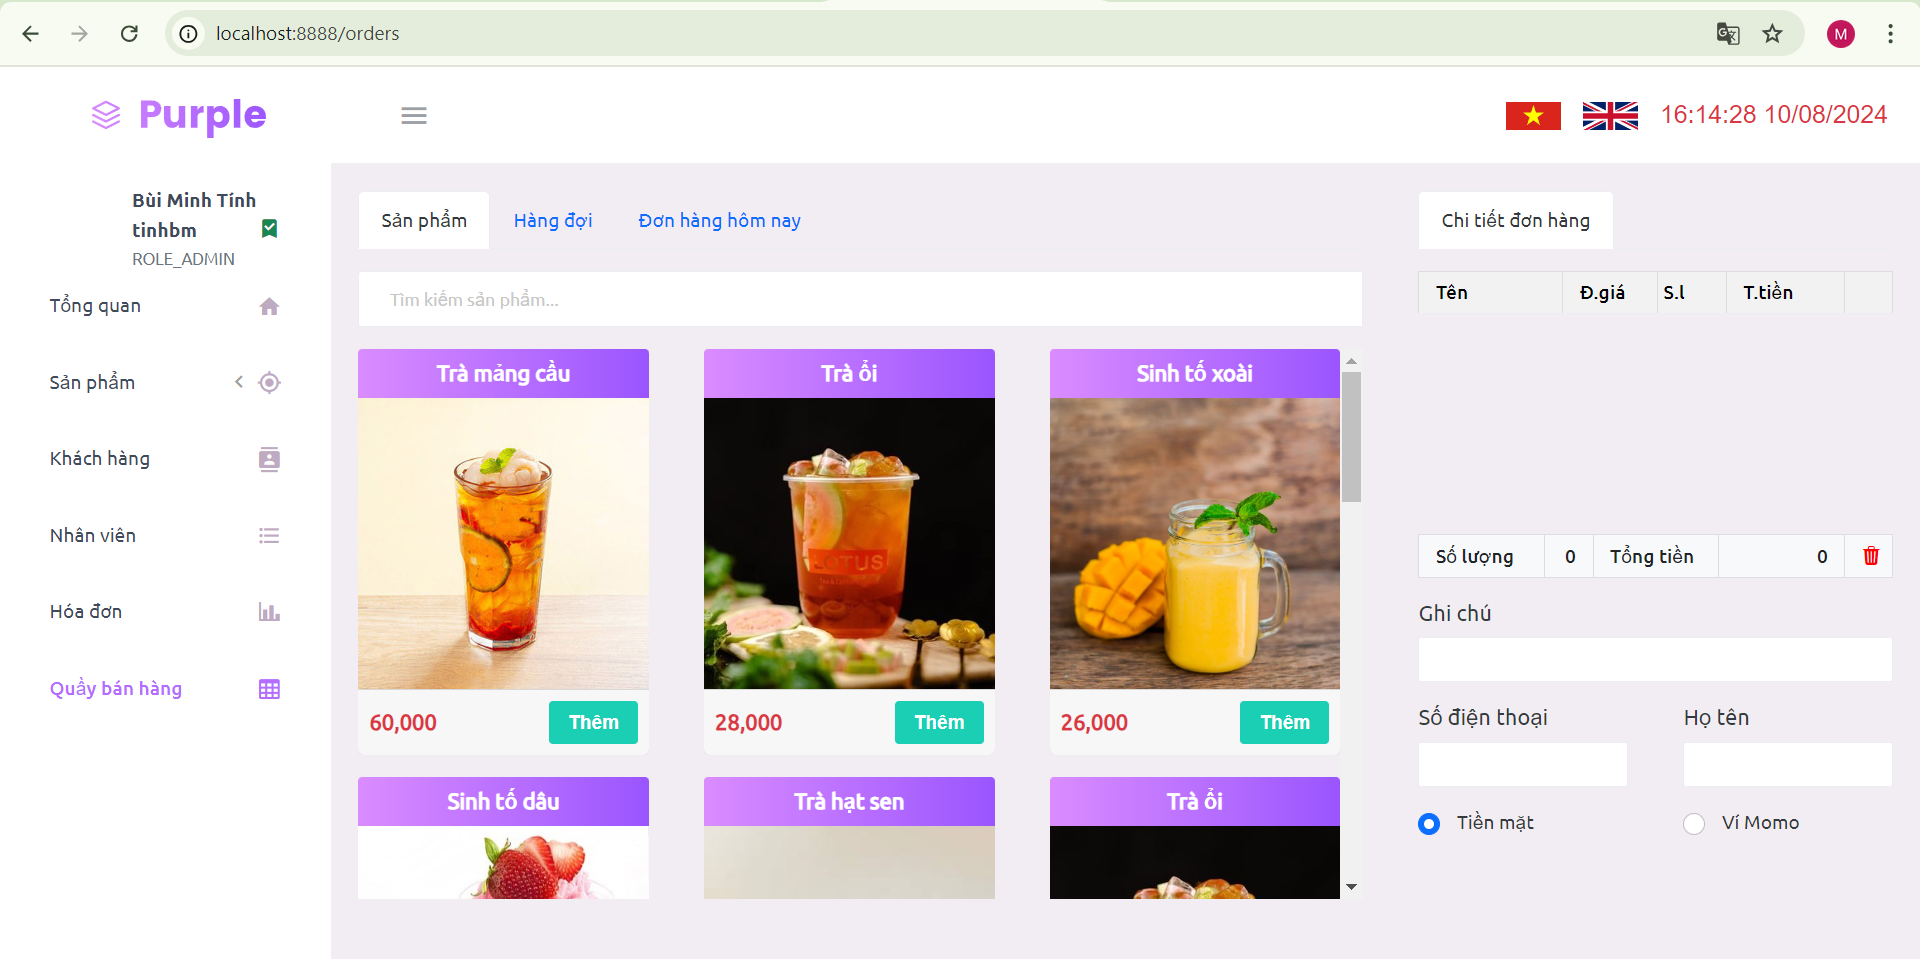 localhost:8888/orders
M
Purple
16:14:28 10/08/2024
Bùi Minh Tính
tinhbm
ROLE_ADMIN
Tổng quan
Sản phẩm
Khách hàng
Nhân viên
Hóa đơn
Quầy bán hàng
Sản phẩm
Hàng đợi
Đơn hàng hôm nay
Tìm kiếm sản phẩm...
Trà mảng cầu
60,000
Thêm
Trà ổi
LOTUS
28,000
Thêm
Sinh tố xoài
26,000
Thêm
Sinh tố dâu
Trà hạt sen
Trà ổi
Chi tiết đơn hàng
Tên Đ.giá S.l T.tiền
Số lượng 0 Tổng tiền 0
Ghi chú
Số điện thoại
Họ tên
Tiền mặt
Ví Momo